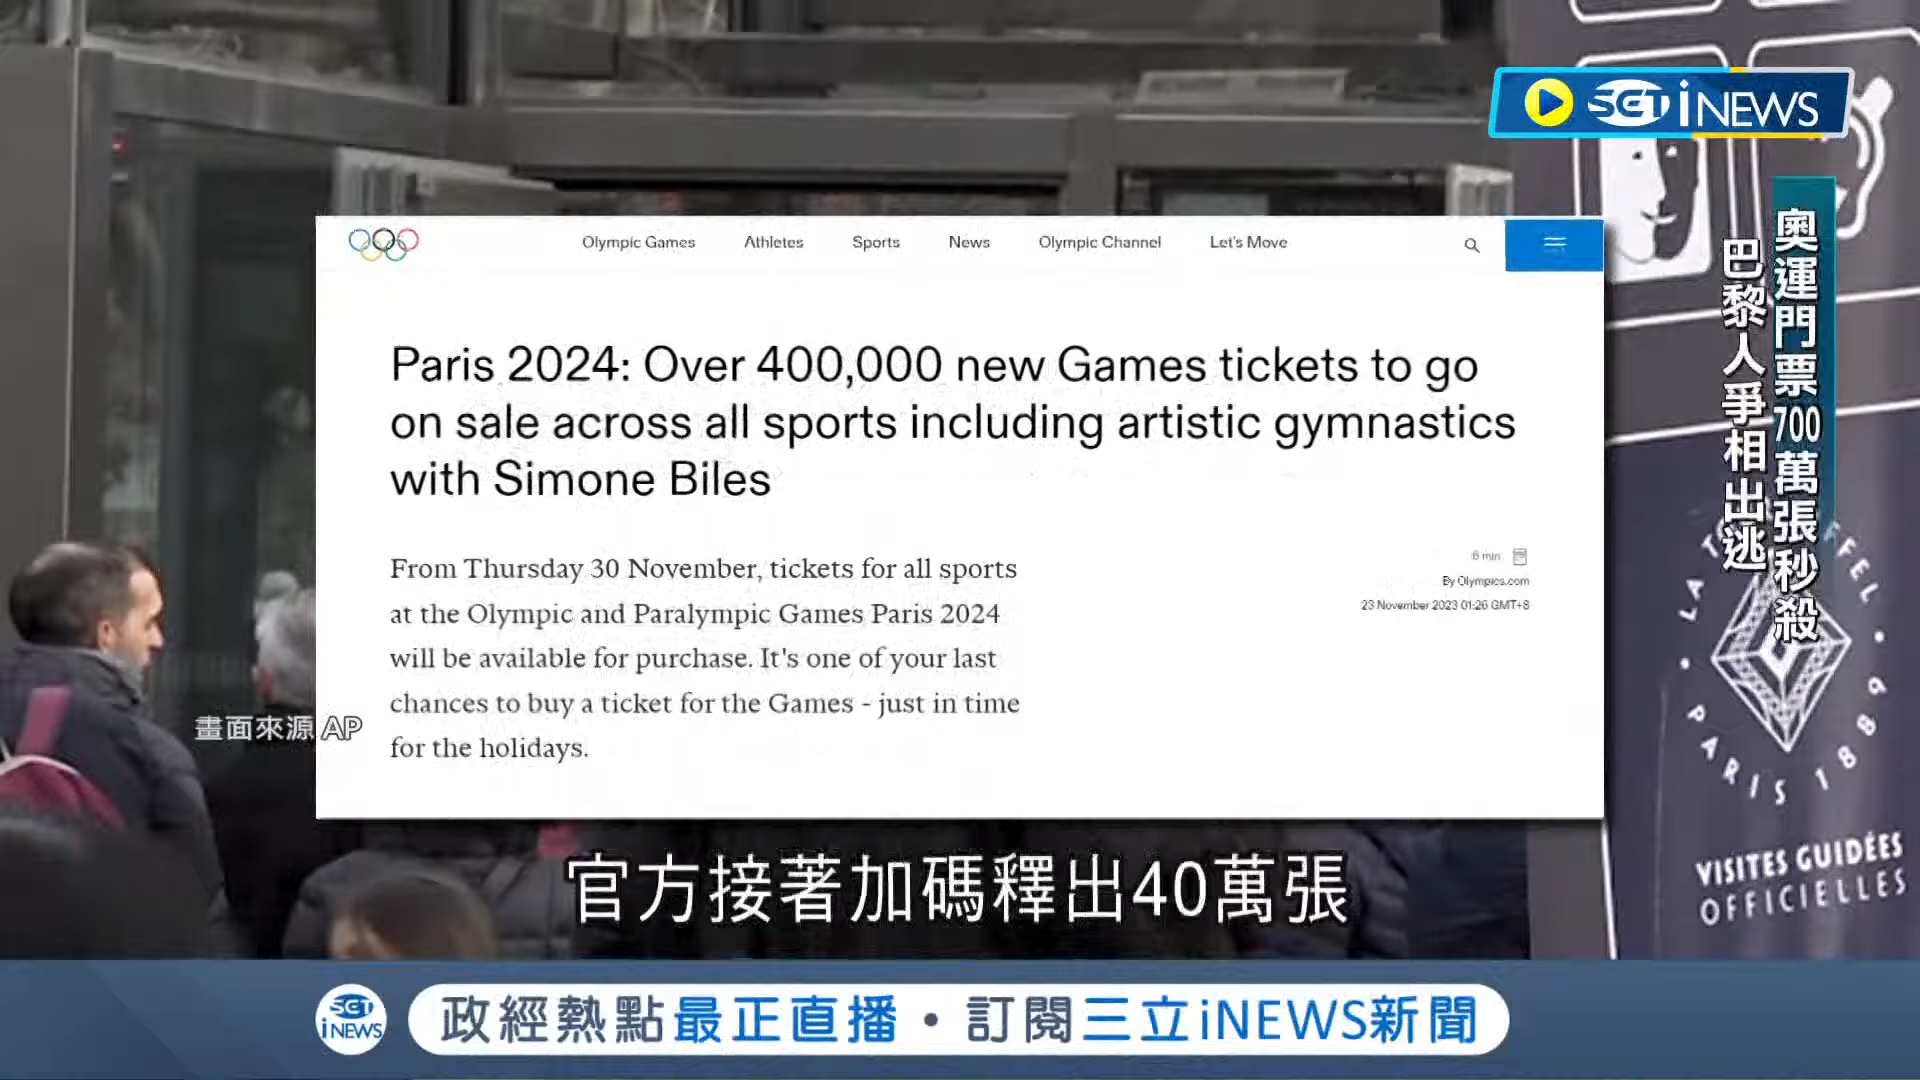 SET iNEWS
奧運門票700萬張秒殺
巴黎人爭相出逃
Olympic Games
Athletes
Sports
News
Olympic Channel
Let's Move
Paris 2024: Over 400,000 new Games tickets to go
on sale across all sports including artistic gymnastics
with Simone Biles
From Thursday 30 November, tickets for all sports
at the Olympic and Paralympic Games Paris 2024
will be available for purchase. It's one of your last
chances to buy a ticket for the Games - just in time
for the holidays.
6 min
By Olympics.com
23 November 2023 01:26 GMT+8
畫面來源 AP
PARIS 1889
VISITES GUIDÉES
OFFICIELLES
官方接著加碼釋出40萬張
SET
iNEWS
政經熱點最正直播・訂閱三立iNEWS新聞